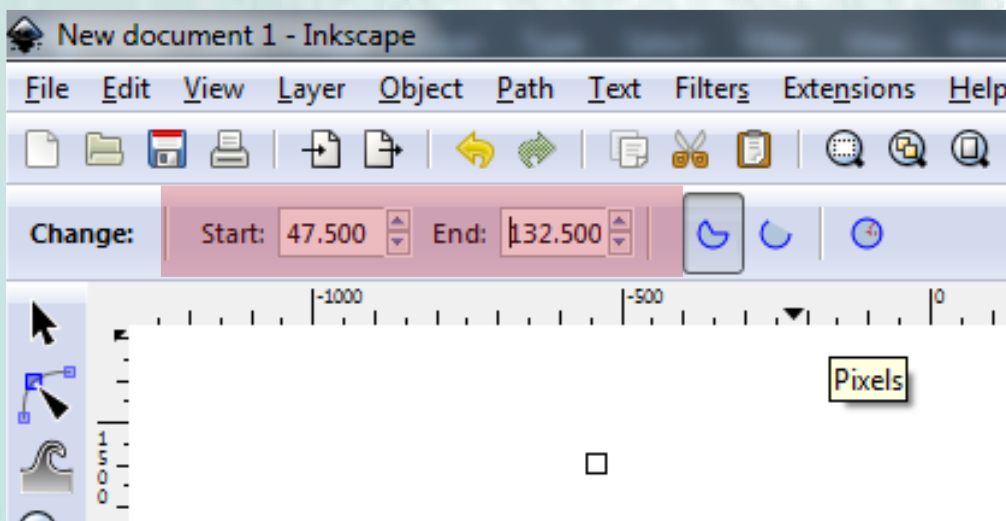 New document 1 - Inkscape
File Edit View Layer Object Path Text Filters Extensions Help
Change: Start: 47.500 End: 132.500
-1000 -500 0
Pixels
1500